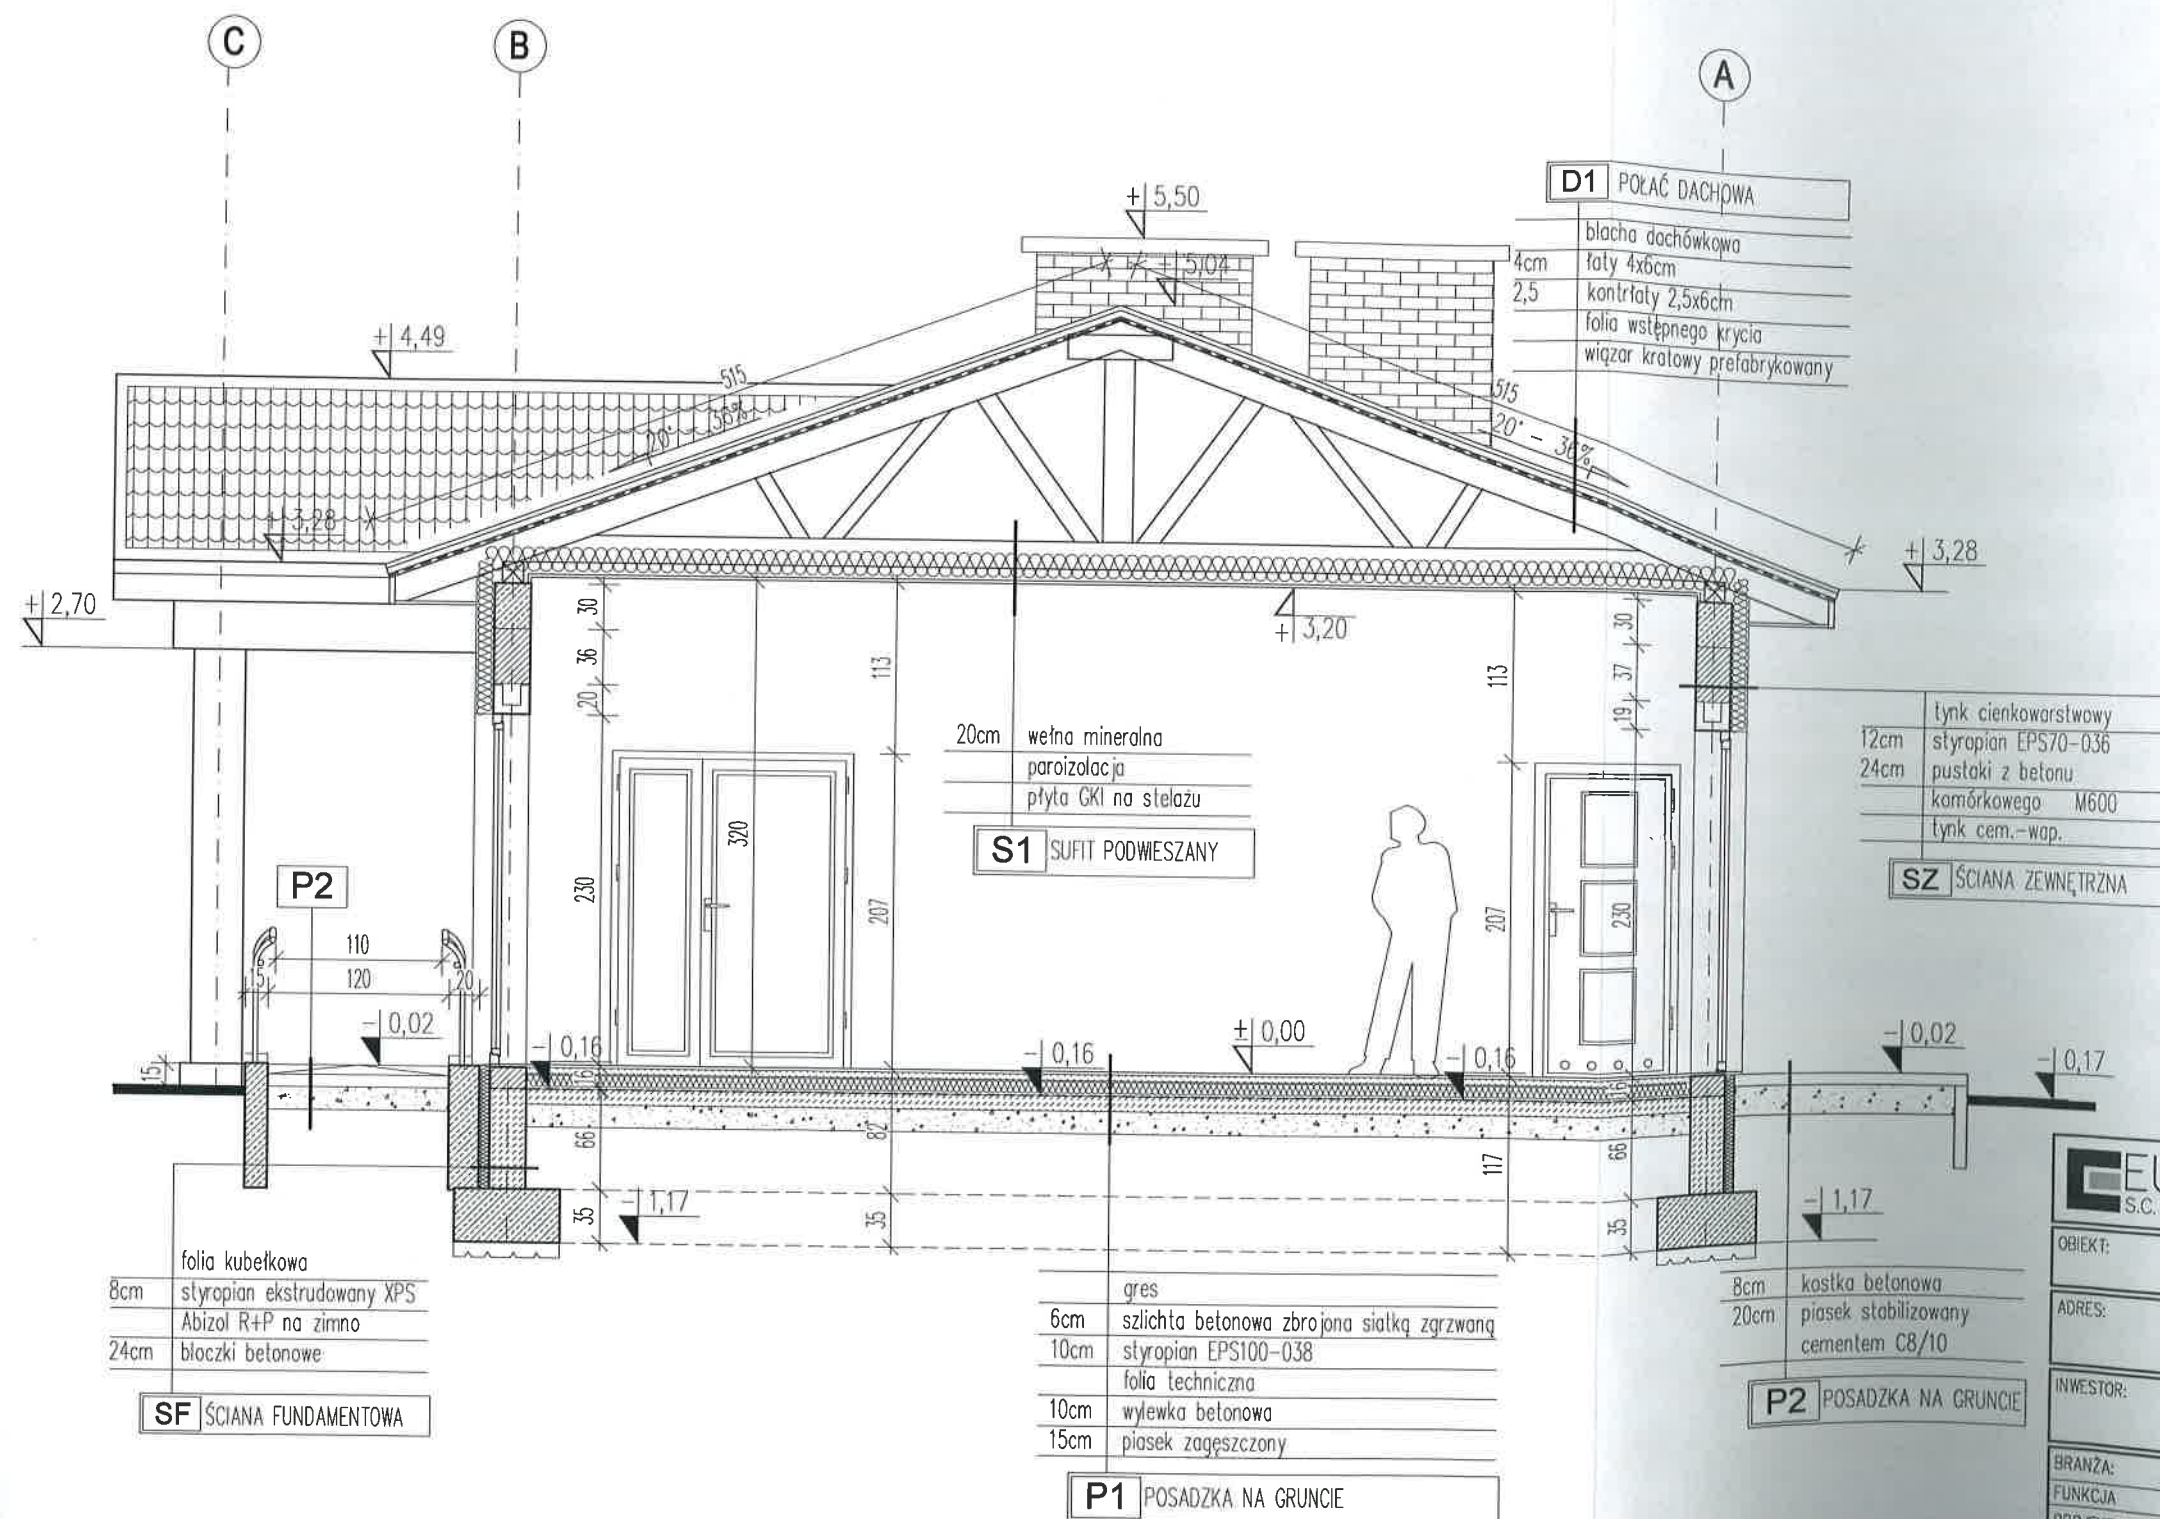 C
B
A
+5,50
+5,04
+4,49
+3,28
+2,70
515
20° - 36%
515
20° - 36%
D1 POŁAĆ DACHOWA
blacha dachówkowa
4cm łaty 4x6cm
2,5 kontrłaty 2,5x6cm
folia wstępnego krycia
wiązar kratowy prefabrykowany
+3,28
+3,20
30
36
20
230
16
66
35
320
113
207
82
35
113
207
117
30
37
19
230
16
66
35
20cm wełna mineralna
paroizolacja
płyta GKI na stelażu
S1 SUFIT PODWIESZANY
tynk cienkowarstwowy
12cm styropian EPS70-036
24cm pustaki z betonu
komórkowego M600
tynk cem.-wap.
SZ ŚCIANA ZEWNĘTRZNA
P2
110
15 120 20
-0,02
15
-0,16
-0,16
±0,00
-0,16
-0,02
-0,17
-1,17
-1,17
folia kubełkowa
8cm styropian ekstrudowany XPS
Abizol R+P na zimno
24cm bloczki betonowe
SF ŚCIANA FUNDAMENTOWA
gres
6cm szlichta betonowa zbrojona siatką zgrzwaną
10cm styropian EPS100-038
folia techniczna
10cm wylewka betonowa
15cm piasek zagęszczony
P1 POSADZKA NA GRUNCIE
8cm kostka betonowa
20cm piasek stabilizowany
cementem C8/10
P2 POSADZKA NA GRUNCIE
S.C.
OBIEKT:
ADRES:
INWESTOR:
BRANŻA:
FUNKCJA